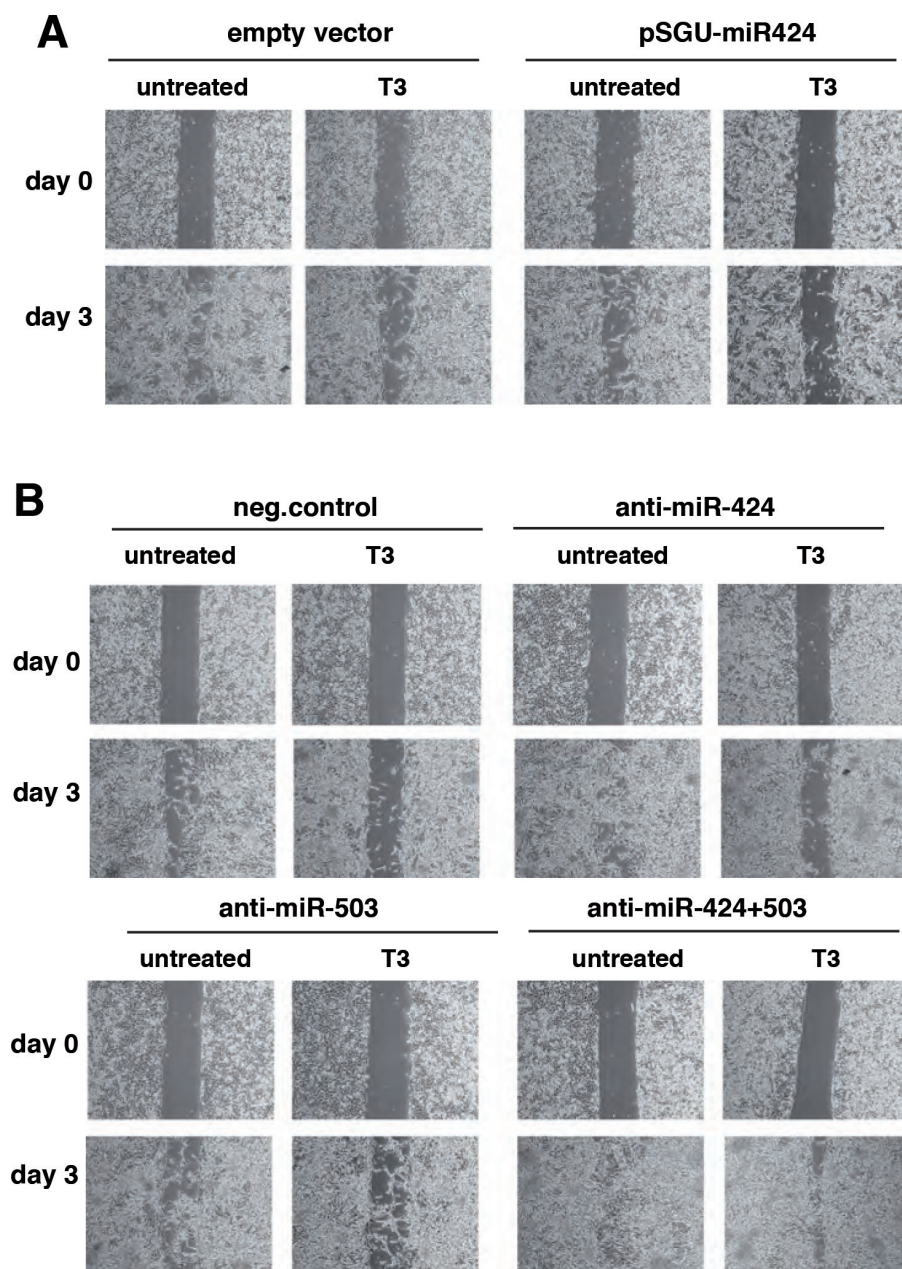 A
empty vector
pSGU-miR424
untreated
T3
untreated
T3
day 0
day 3
B
neg.control
anti-miR-424
untreated
T3
untreated
T3
day 0
day 3
anti-miR-503
anti-miR-424+503
untreated
T3
untreated
T3
day 0
day 3